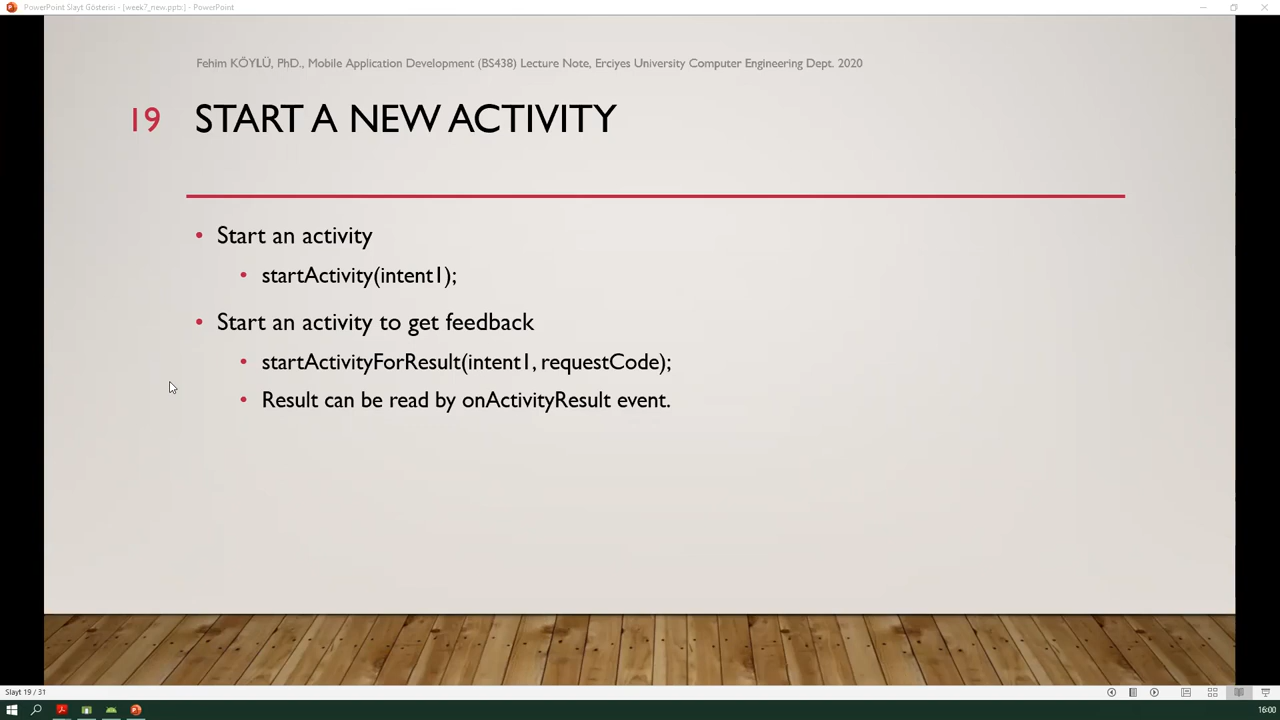 PowerPoint Slayt Gösterisi - [week7_new.pptx] - PowerPoint
Fehim KÖYLÜ, PhD., Mobile Application Development (BS438) Lecture Note, Erciyes University Computer Engineering Dept. 2020
19 START A NEW ACTIVITY
• Start an activity
• startActivity(intent1);
• Start an activity to get feedback
• startActivityForResult(intent1, requestCode);
• Result can be read by onActivityResult event.
Slayt 19 / 31
16:00